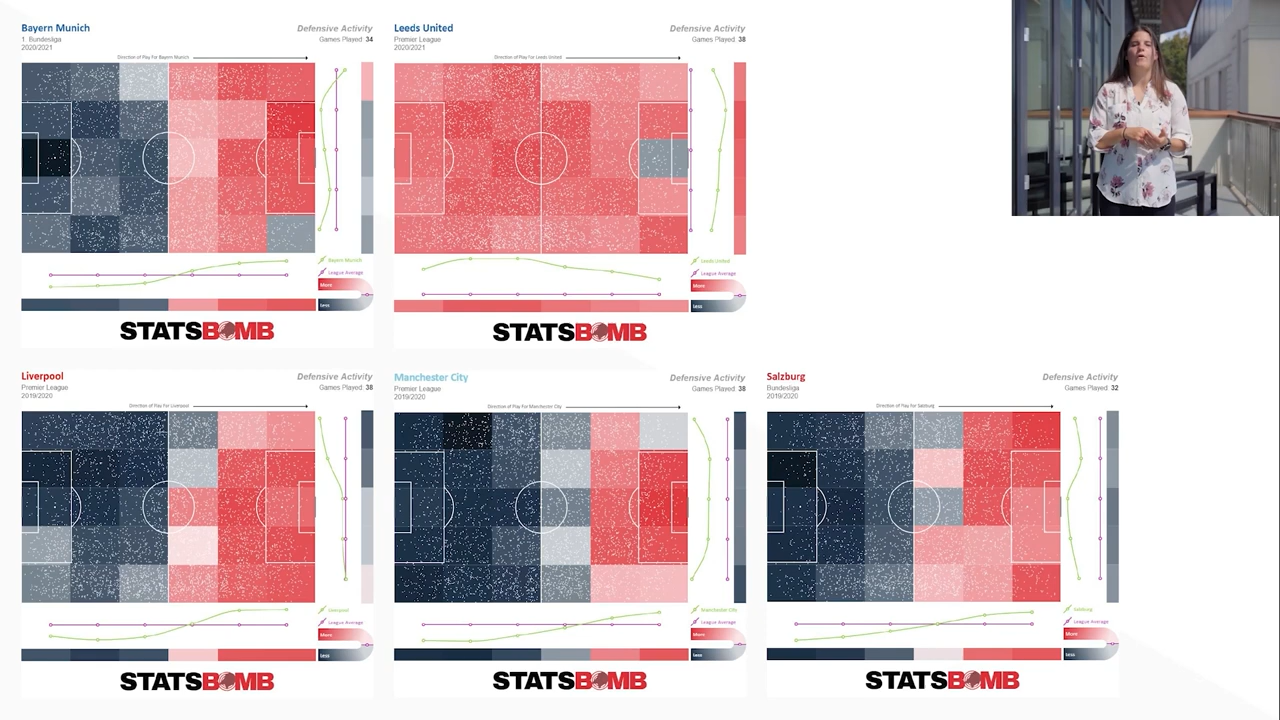 Bayern Munich
Defensive Activity
1. Bundesliga
Games Played 34
2020/2021
Direction of Play For Bayern Munich
Bayern Munich
League Average
More
Less
STATSBOMB
Leeds United
Defensive Activity
Premier League
Games Played 38
2020/2021
Direction of Play For Leeds United
Leeds United
League Average
More
Less
STATSBOMB
Liverpool
Defensive Activity
Premier League
Games Played 38
2019/2020
Direction of Play For Liverpool
Liverpool
League Average
More
Less
STATSBOMB
Manchester City
Defensive Activity
Premier League
Games Played 38
2019/2020
Direction of Play For Manchester City
Manchester City
League Average
More
Less
STATSBOMB
Salzburg
Defensive Activity
Bundesliga
Games Played 32
2019/2020
Direction of Play For Salzburg
Salzburg
League Average
More
Less
STATSBOMB